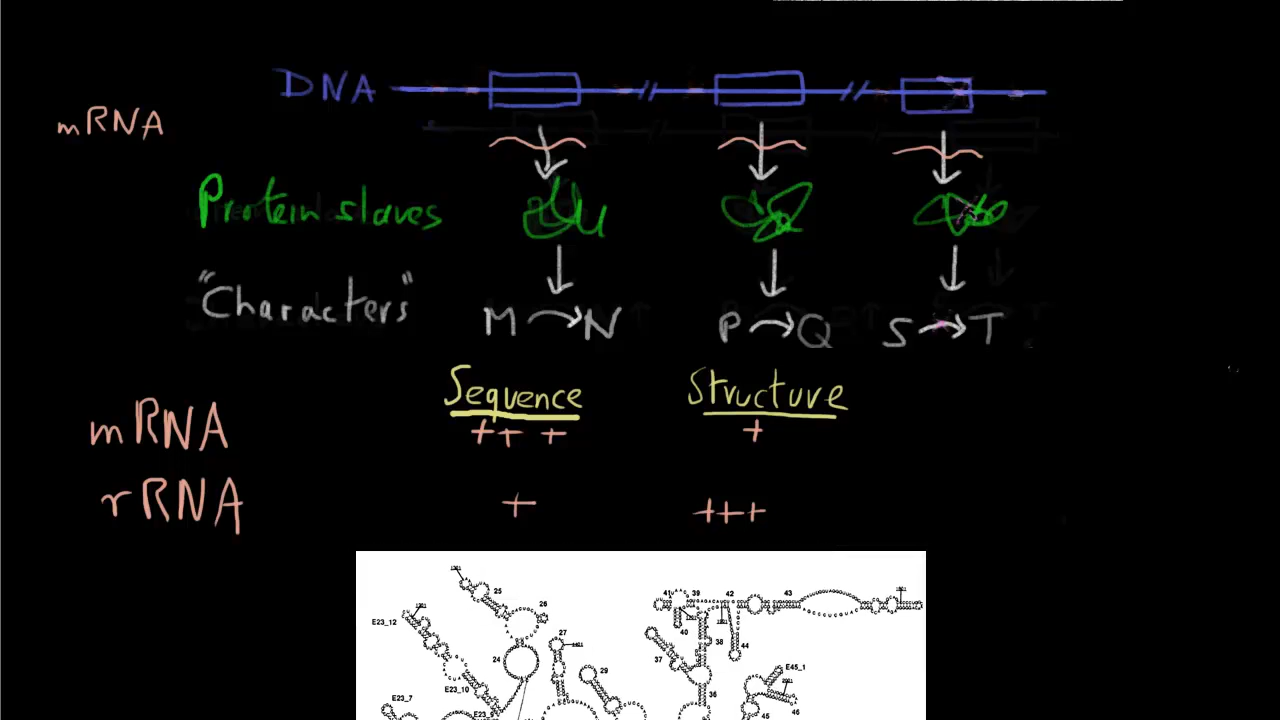 DNA
mRNA
Protein slaves
"Characters"
M → N P → Q S → T
Sequence Structure
mRNA +++ +
rRNA + +++
25
26
E23_12
24
27
E23_10
29
E23_7
41 39 42 43
40
38
44
37
E45_1
36
46
45